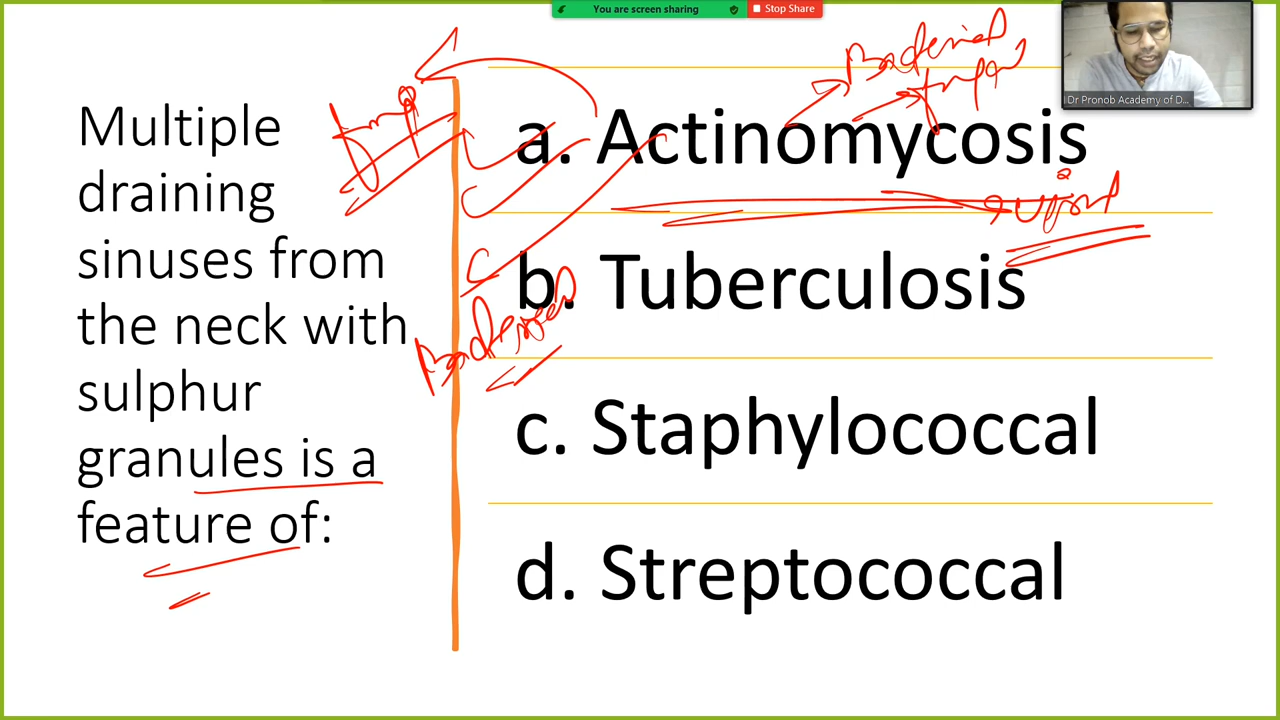 You are screen sharing
Stop Share
Dr Pronob Academy of D...
Multiple
draining
sinuses from
the neck with
sulphur
granules is a
feature of:
a. Actinomycosis
Bacterial
b. Tuberculosis
c. Staphylococcal
d. Streptococcal